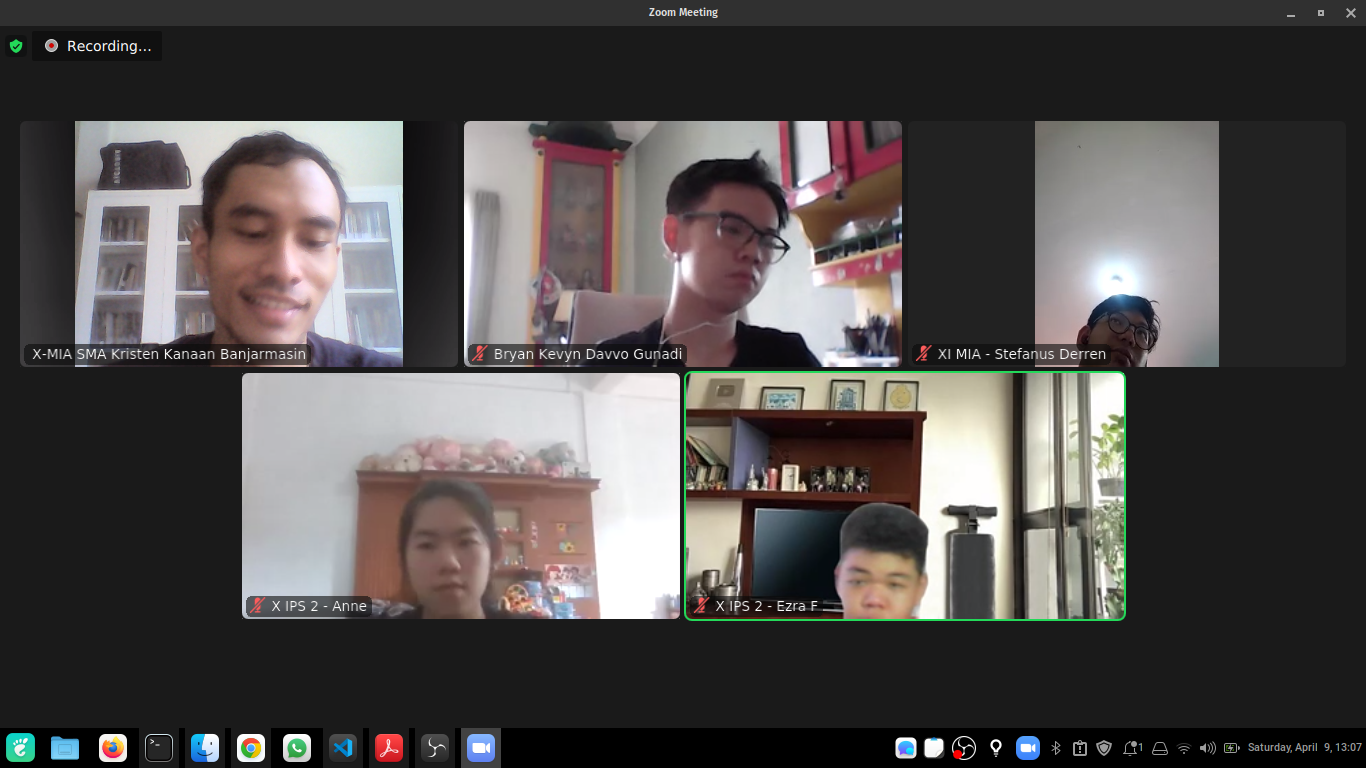 Zoom Meeting
Recording...
X-MIA SMA Kristen Kanaan Banjarmasin
Bryan Kevyn Davvo Gunadi
XI MIA - Stefanus Derren
X IPS 2 - Anne
X IPS 2 - Ezra F
1
Saturday, April 9, 13:07